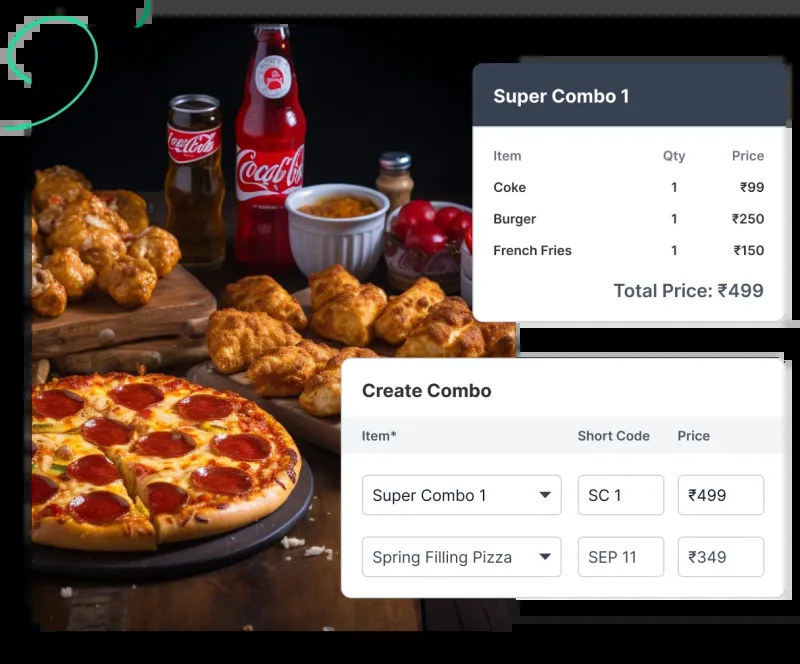 Coca Cola
Coca Cola
Super Combo 1
Item Qty Price
Coke 1 ₹99
Burger 1 ₹250
French Fries 1 ₹150
Total Price: ₹499
Create Combo
Item* Short Code Price
Super Combo 1 SC 1 ₹499
Spring Filling Pizza SEP 11 ₹349